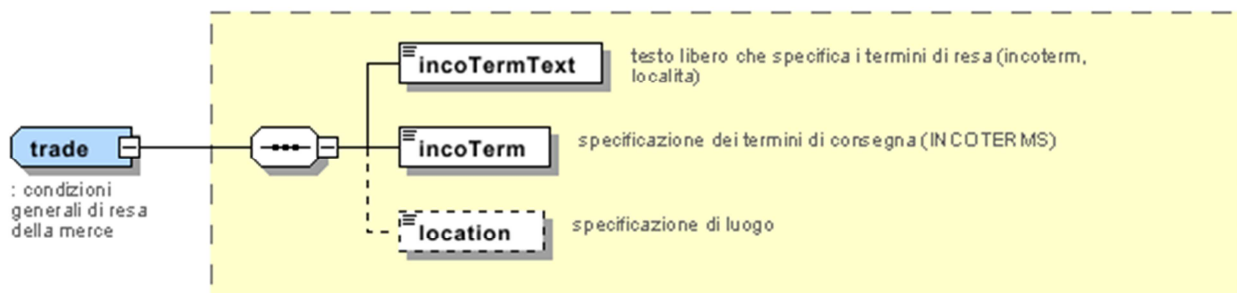 incoTermText
testo libero che specifica i termini di resa (incoterm,
localita)
trade
incoTerm
specificazione dei termini di consegna (INCOTERMS)
: condizioni
generali di resa
della merce
location
specificazione di luogo